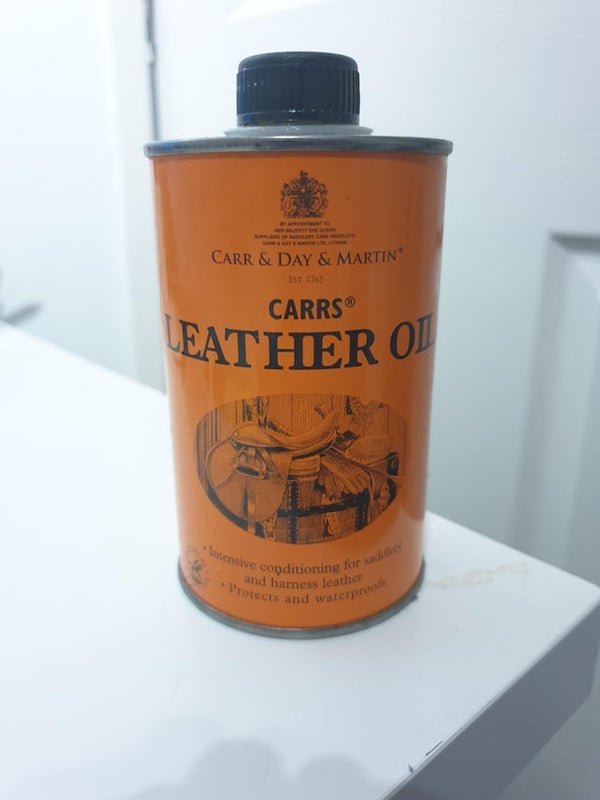 BY APPOINTMENT TO
HER MAJESTY THE QUEEN
SUPPLIERS OF SADDLERY CARE PRODUCTS
CARR & DAY & MARTIN LTD. LYTHAM
CARR & DAY & MARTIN®
EST. 1765
CARRS®
LEATHER OIL
• Intensive conditioning for saddlery
and harness leather
• Protects and waterproofs